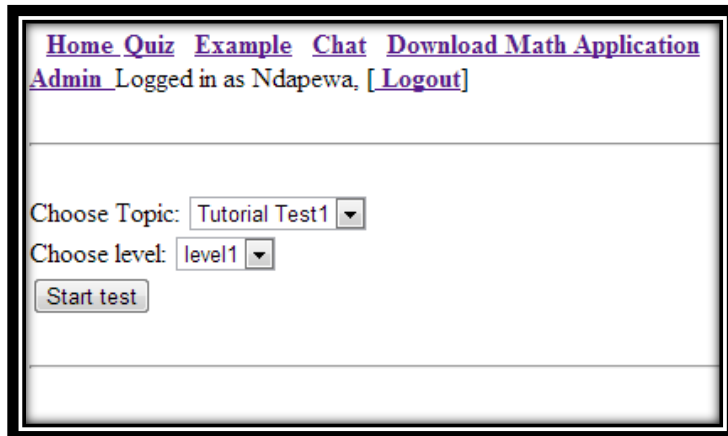 Home Quiz Example Chat Download Math Application
Admin Logged in as Ndapewa, [ Logout]
Choose Topic: Tutorial Test1
Choose level: level1
Start test